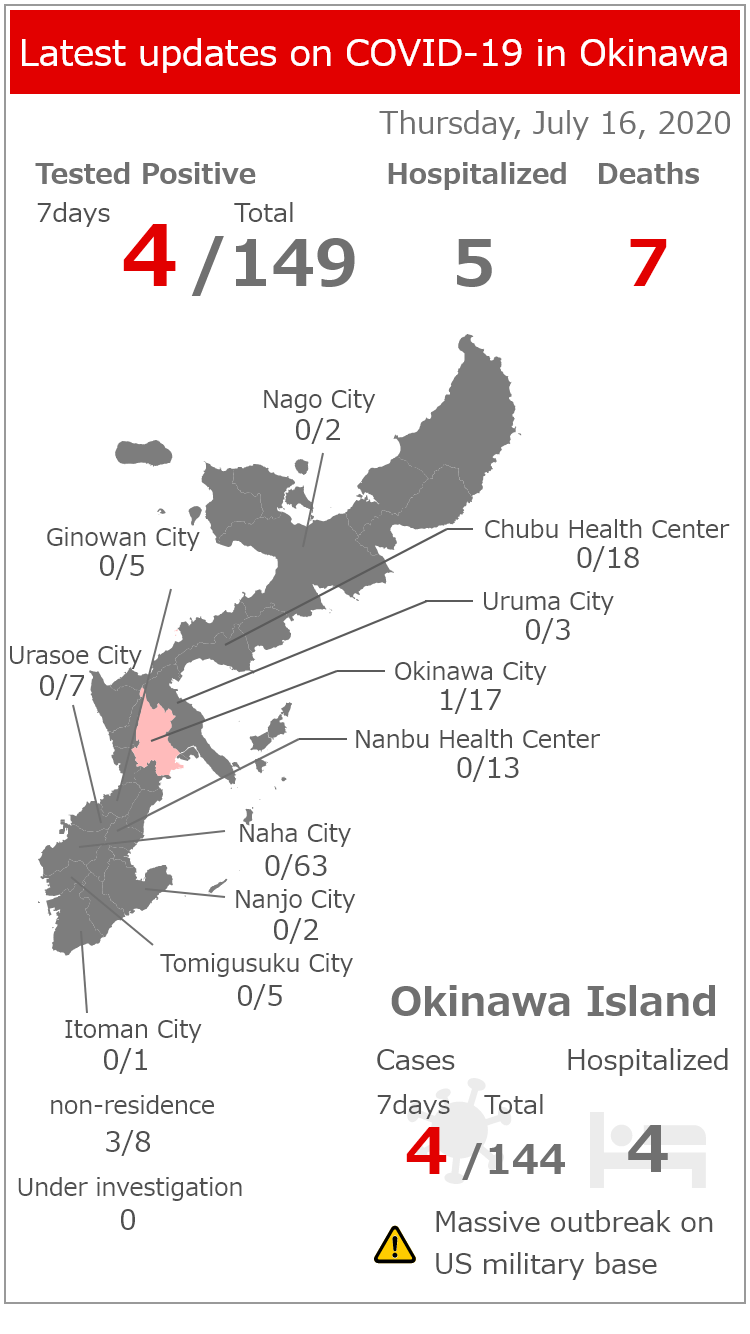 Latest updates on COVID-19 in Okinawa
Thursday, July 16, 2020
Tested Positive
Hospitalized
Deaths
7days
Total
4 / 149
5
7
Nago City
0/2
Ginowan City
0/5
Chubu Health Center
0/18
Uruma City
0/3
Urasoe City
0/7
Okinawa City
1/17
Nanbu Health Center
0/13
Naha City
0/63
Nanjo City
0/2
Tomigusuku City
0/5
Itoman City
0/1
non-residence
3/8
Under investigation
0
Okinawa Island
Cases
Hospitalized
7days
Total
4 /144
4
Massive outbreak on
US military base